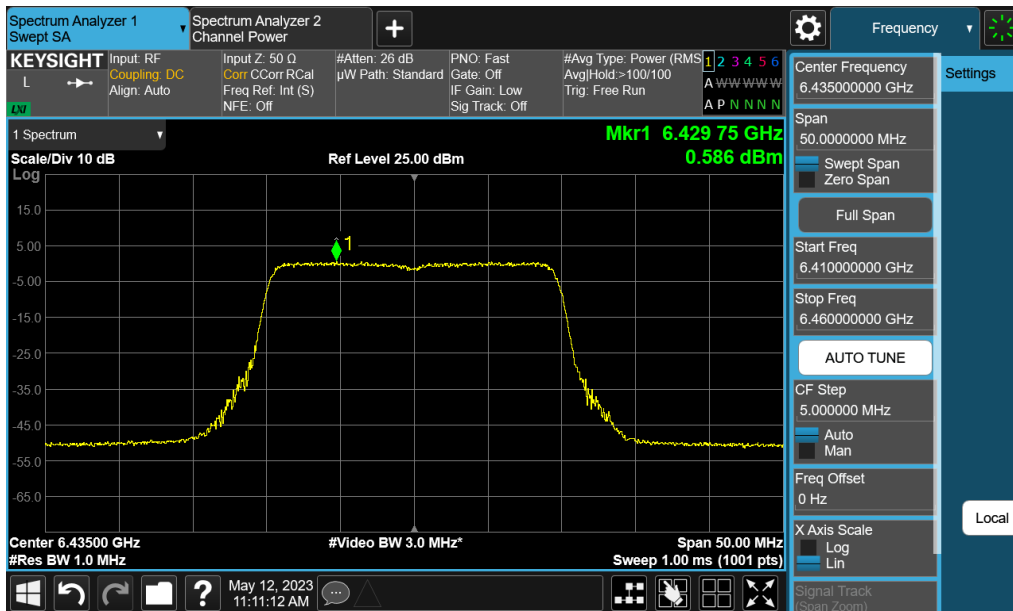 Spectrum Analyzer 1
Swept SA
Spectrum Analyzer 2
Channel Power
Frequency
KEYSIGHT
L
LXI
Input: RF
Coupling: DC
Align: Auto
Input Z: 50 Ω
Corr CCorr RCal
Freq Ref: Int (S)
NFE: Off
#Atten: 26 dB
µW Path: Standard
PNO: Fast
Gate: Off
IF Gain: Low
Sig Track: Off
#Avg Type: Power (RMS
Avg|Hold:>100/100
Trig: Free Run
1 2 3 4 5 6
A W W W W W
A P N N N N
1 Spectrum
Scale/Div 10 dB
Log
Ref Level 25.00 dBm
Mkr1 6.429 75 GHz
0.586 dBm
15.0
5.00
-5.00
-15.0
-25.0
-35.0
-45.0
-55.0
-65.0
1
Center 6.43500 GHz
#Res BW 1.0 MHz
#Video BW 3.0 MHz*
Span 50.00 MHz
Sweep 1.00 ms (1001 pts)
May 12, 2023
11:11:12 AM
Center Frequency
6.435000000 GHz
Span
50.0000000 MHz
Swept Span
Zero Span
Full Span
Start Freq
6.410000000 GHz
Stop Freq
6.460000000 GHz
AUTO TUNE
CF Step
5.000000 MHz
Auto
Man
Freq Offset
0 Hz
X Axis Scale
Log
Lin
Signal Track
(Span Zoom)
Settings
Local